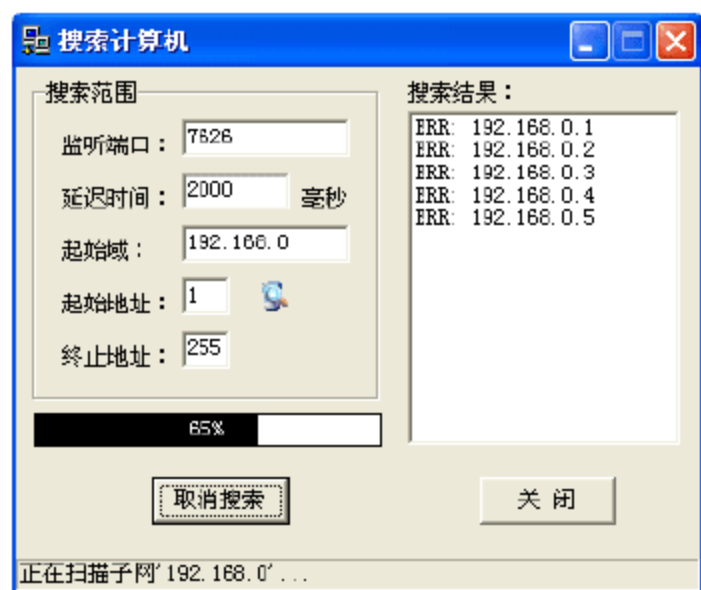 搜索计算机
搜索范围
监听端口： 7626
延迟时间： 2000 毫秒
起始域： 192.168.0
起始地址： 1
终止地址： 255
65%
取消搜索
搜索结果：
ERR: 192.168.0.1
ERR: 192.168.0.2
ERR: 192.168.0.3
ERR: 192.168.0.4
ERR: 192.168.0.5
关 闭
正在扫描子网'192.168.0'...